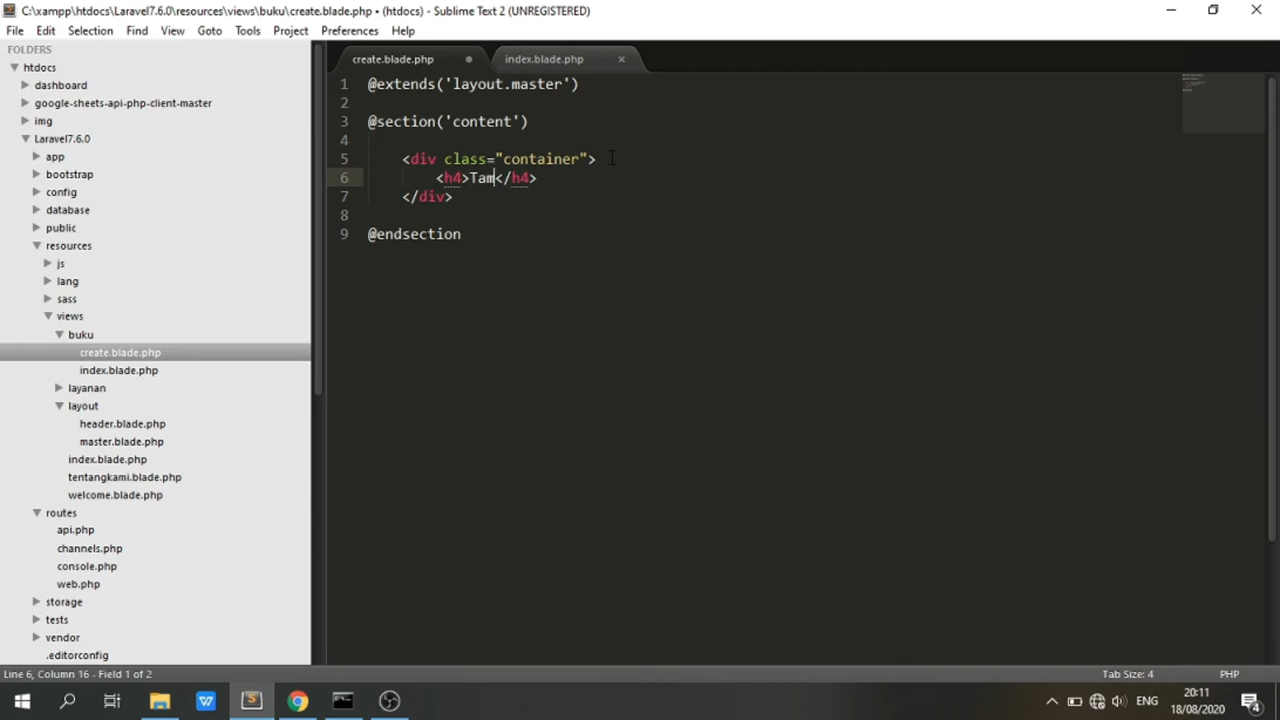 C:\xampp\htdocs\Laravel7.6.0\resources\views\buku\create.blade.php • (htdocs) - Sublime Text 2 (UNREGISTERED)
File Edit Selection Find View Goto Tools Project Preferences Help
FOLDERS
htdocs
dashboard
google-sheets-api-php-client-master
img
Laravel7.6.0
app
bootstrap
config
database
public
resources
js
lang
sass
views
buku
create.blade.php
index.blade.php
layanan
layout
header.blade.php
master.blade.php
index.blade.php
tentangkami.blade.php
welcome.blade.php
routes
api.php
channels.php
console.php
web.php
storage
tests
vendor
.editorconfig
create.blade.php index.blade.php
1 @extends('layout.master')
2
3 @section('content')
4
5 <div class="container">
6 <h4>Tam</h4>
7 </div>
8
9 @endsection
Line 6, Column 16 - Field 1 of 2 Tab Size: 4 PHP
W S ENG 20:11
18/08/2020 4